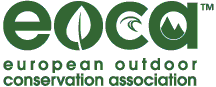 eoca™
european outdoor
conservation association